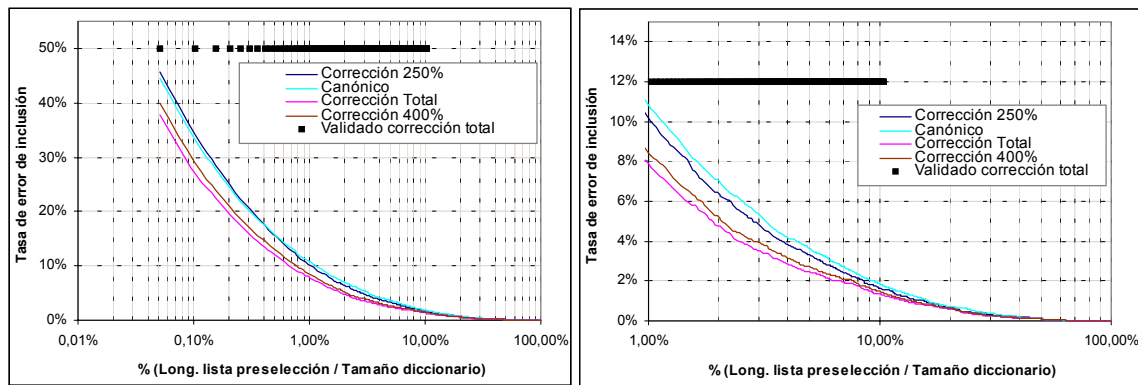 Tasa de error de inclusión
50%
40%
30%
20%
10%
0%
Corrección 250%
Canónico
Corrección Total
Corrección 400%
Validado corrección total
0,01%
0,10%
1,00%
10,00%
100,00%
% (Long. lista preselección / Tamaño diccionario)
Tasa de error de inclusión
14%
12%
10%
8%
6%
4%
2%
0%
Corrección 250%
Canónico
Corrección Total
Corrección 400%
Validado corrección total
1,00%
10,00%
100,00%
% (Long. lista preselección / Tamaño diccionario)